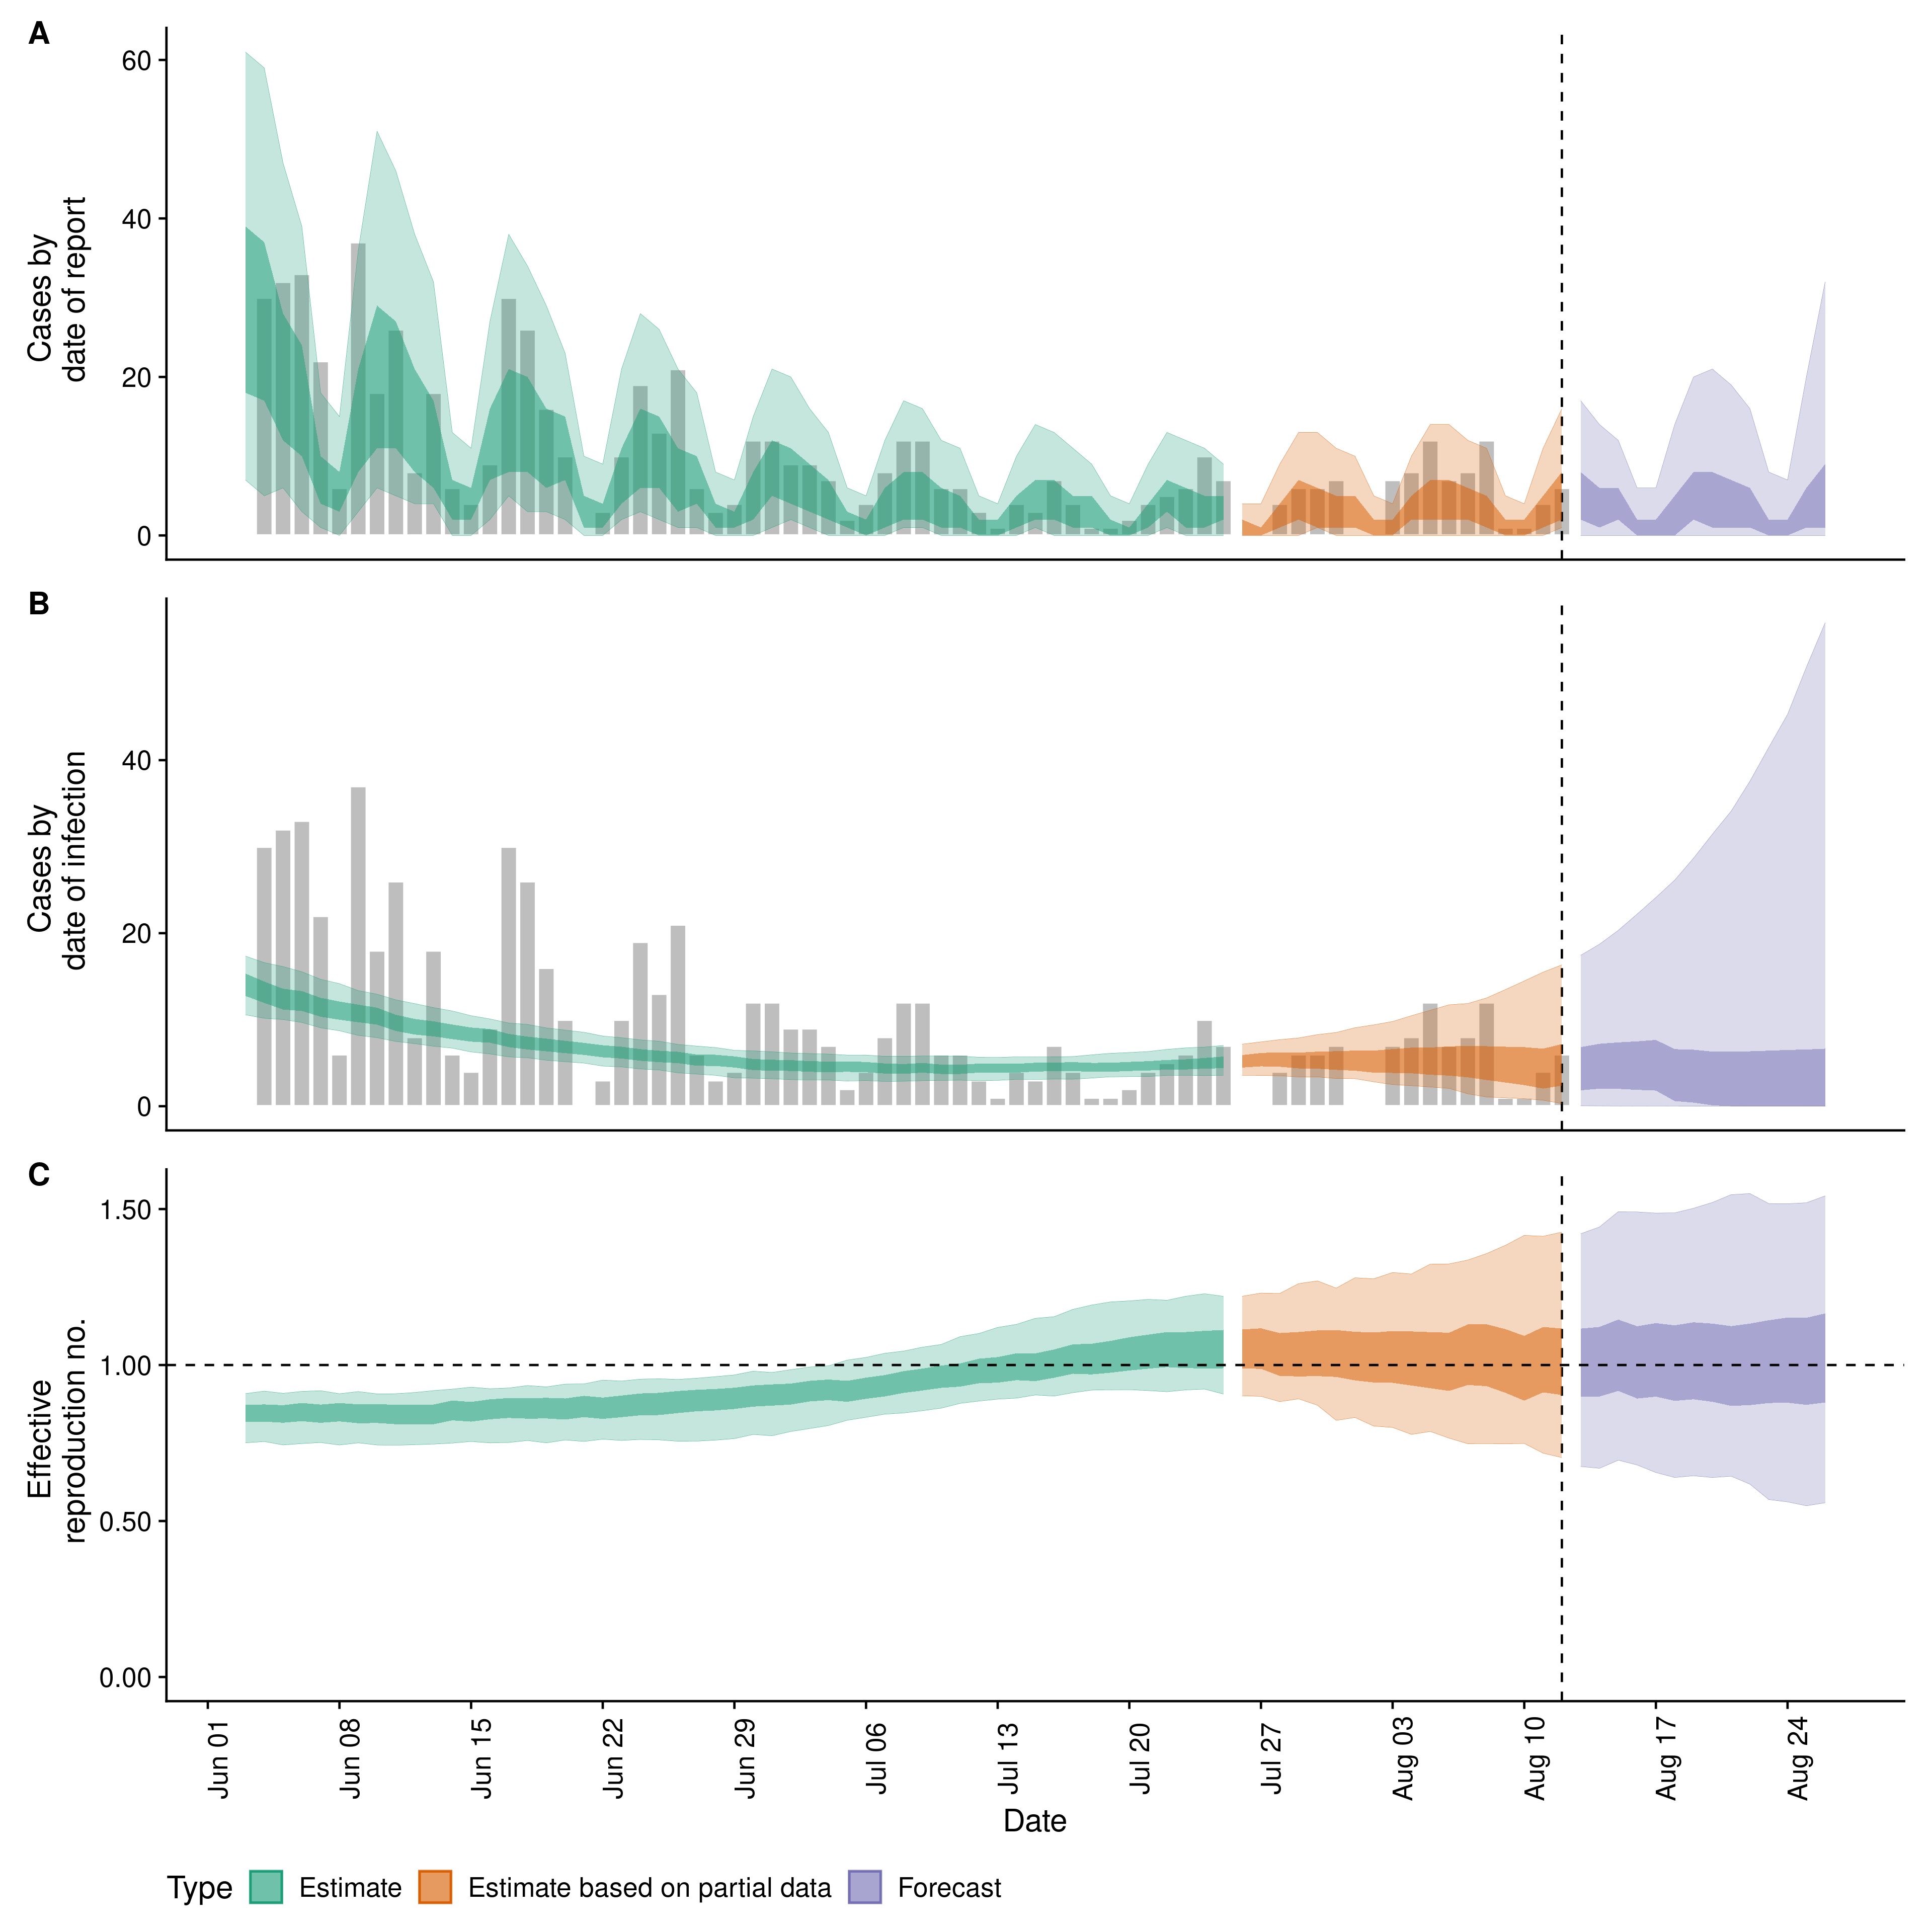 A
60
40
20
0
Cases by
date of report
B
40
20
0
Cases by
date of infection
C
1.50
1.00
0.50
0.00
Effective
reproduction no.
Jun 01
Jun 08
Jun 15
Jun 22
Jun 29
Jul 06
Jul 13
Jul 20
Jul 27
Aug 03
Aug 10
Aug 17
Aug 24
Date
Type Estimate Estimate based on partial data Forecast